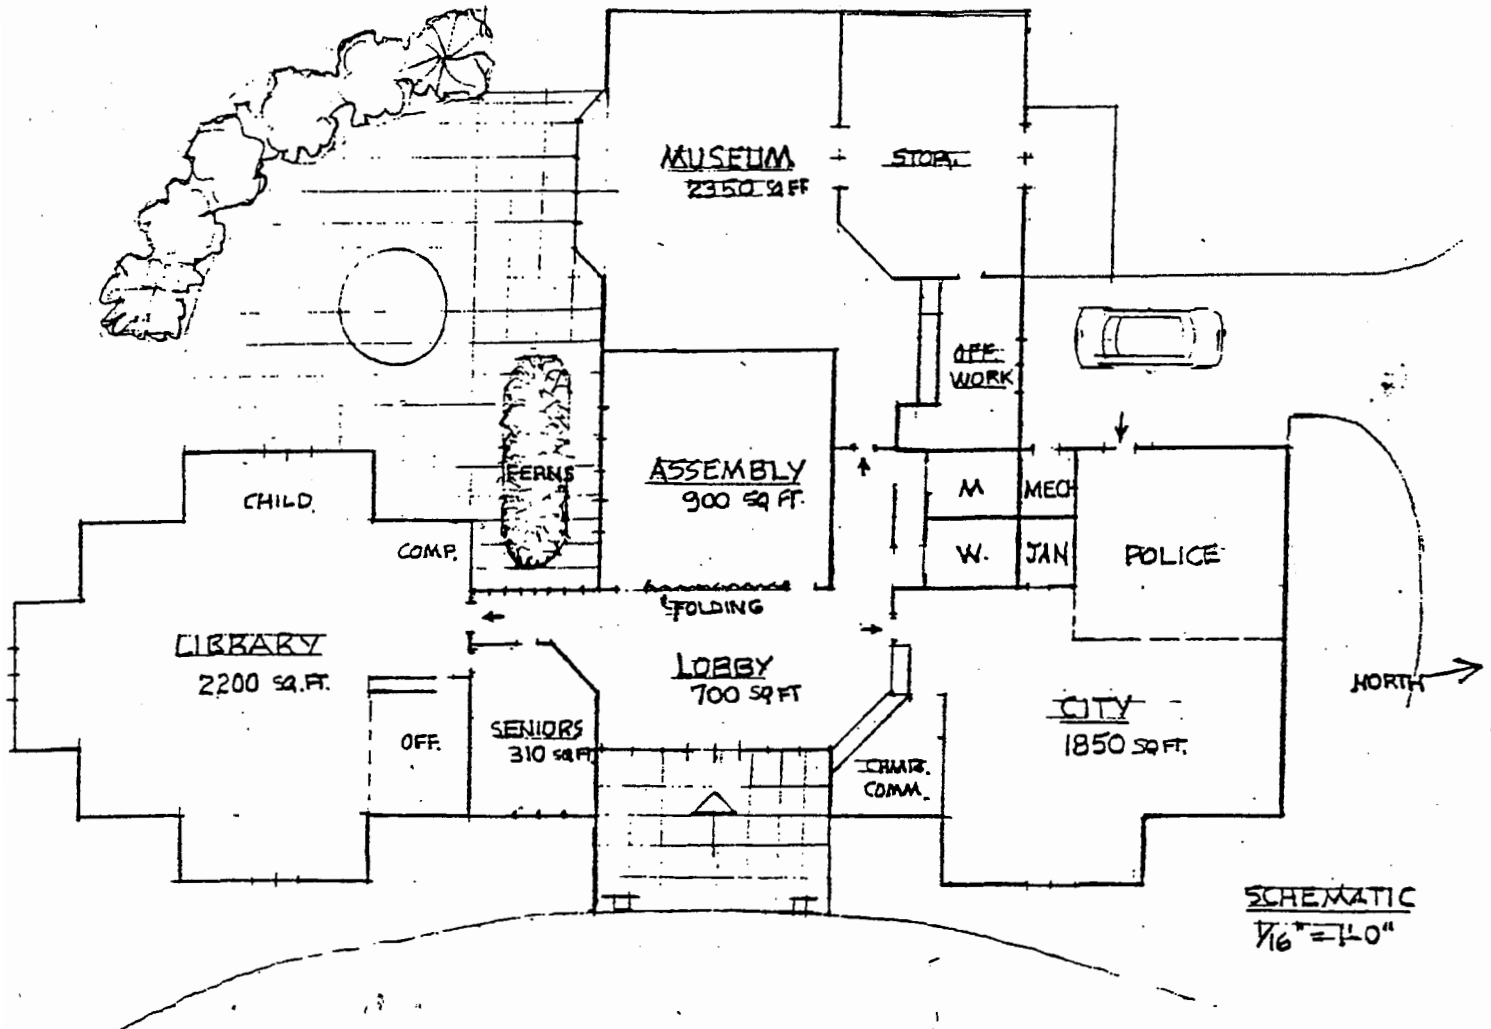 MUSEUM
2350 SQ FT
STOR.
OFF.
WORK
FERNS
ASSEMBLY
900 SQ FT.
CHILD.
COMP.
M
MECH
W.
JAN
POLICE
FOLDING
LIBRARY
2200 SQ.FT.
LOBBY
700 SQ FT
NORTH
OFF.
SENIORS
310 SQ FT.
CITY
1850 SQ FT.
CHMB.
COMM.
SCHEMATIC
1/16" = 1'-0"